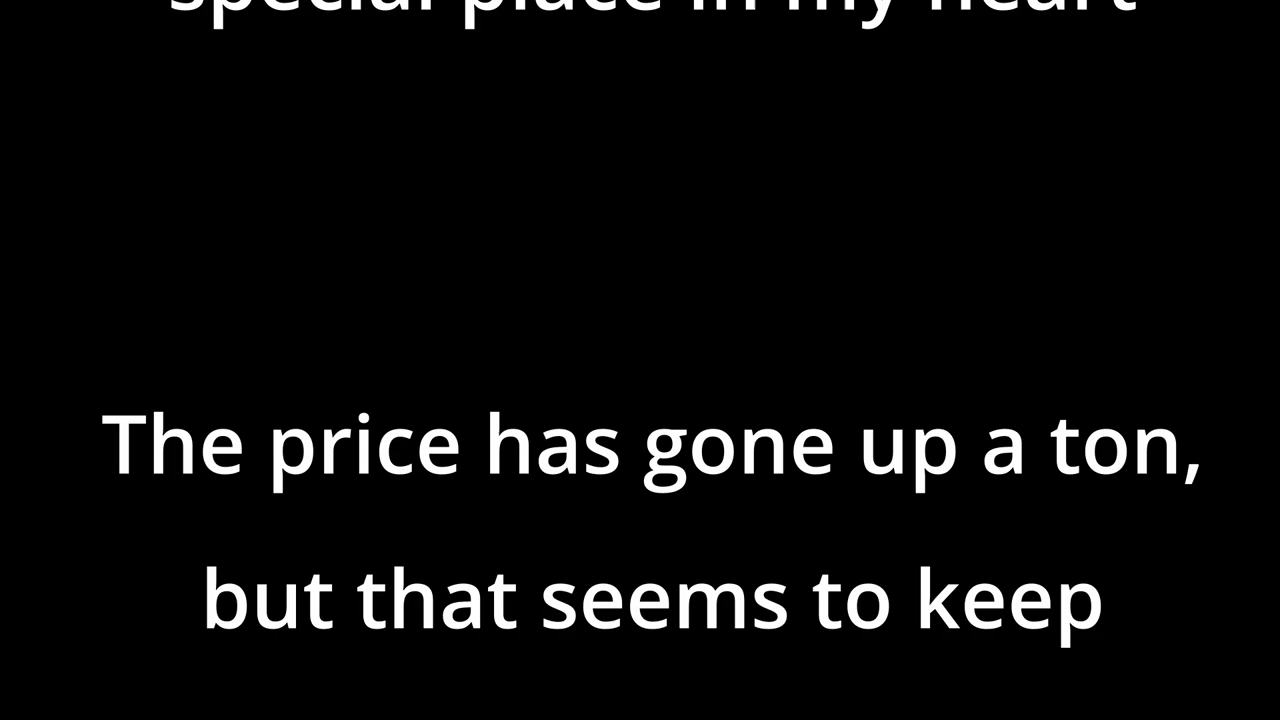 special place in my heart
The price has gone up a ton,
but that seems to keep